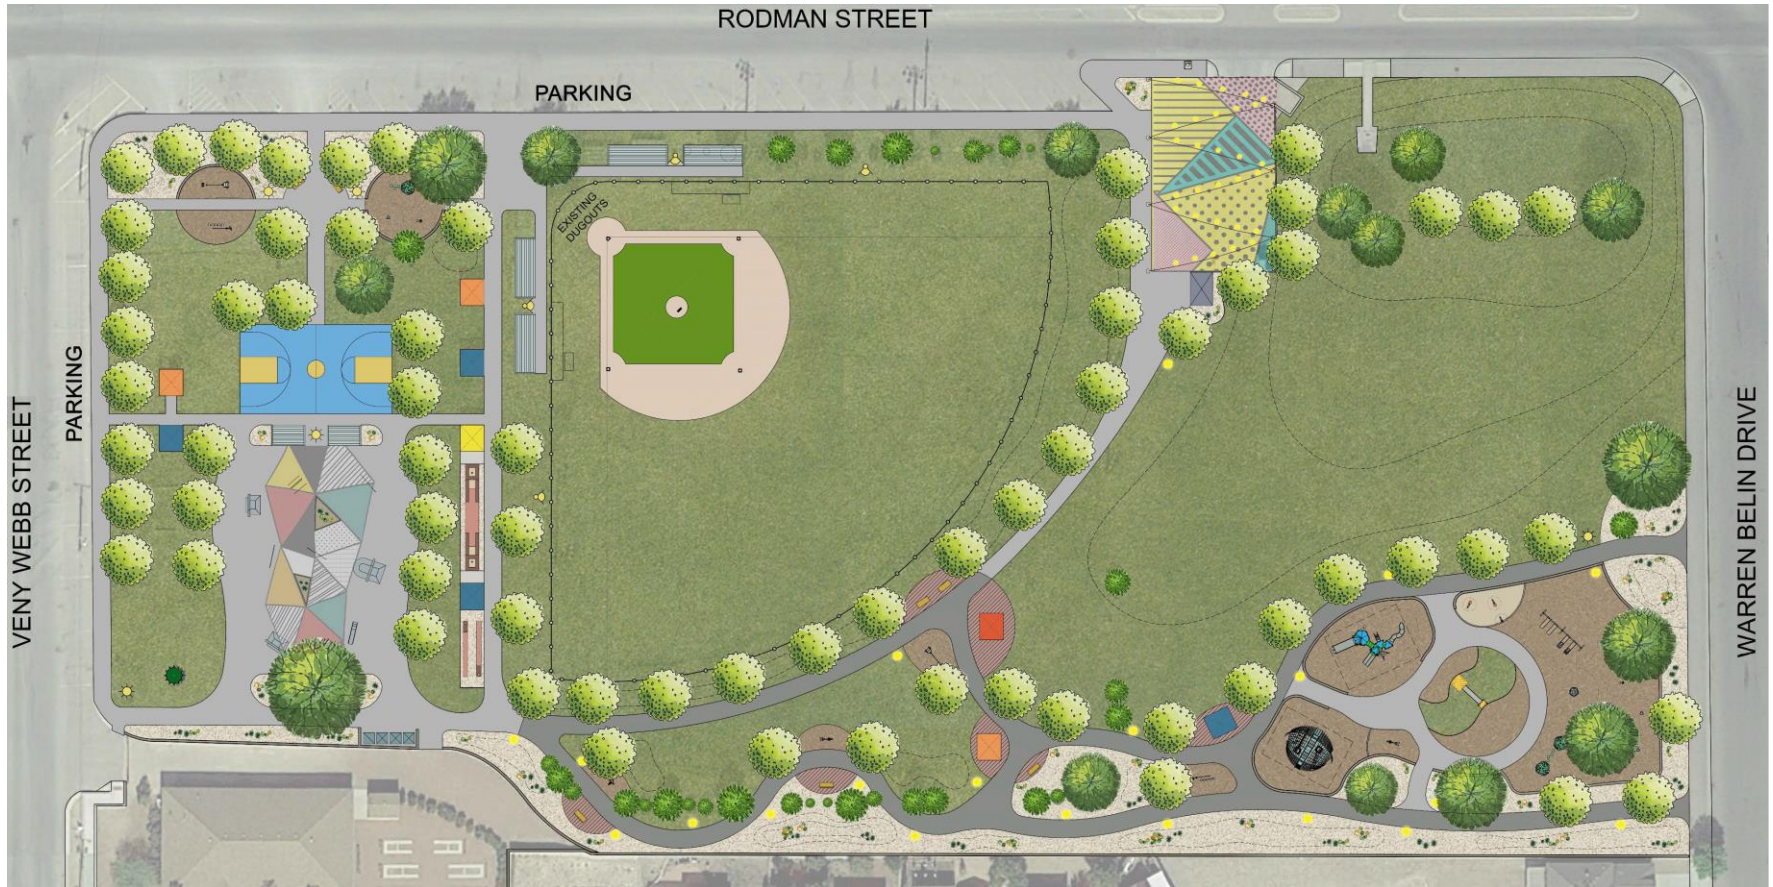 RODMAN STREET
PARKING
EXISTING
DUGOUTS
PARKING
VENY WEBB STREET
WARREN BELIN DRIVE